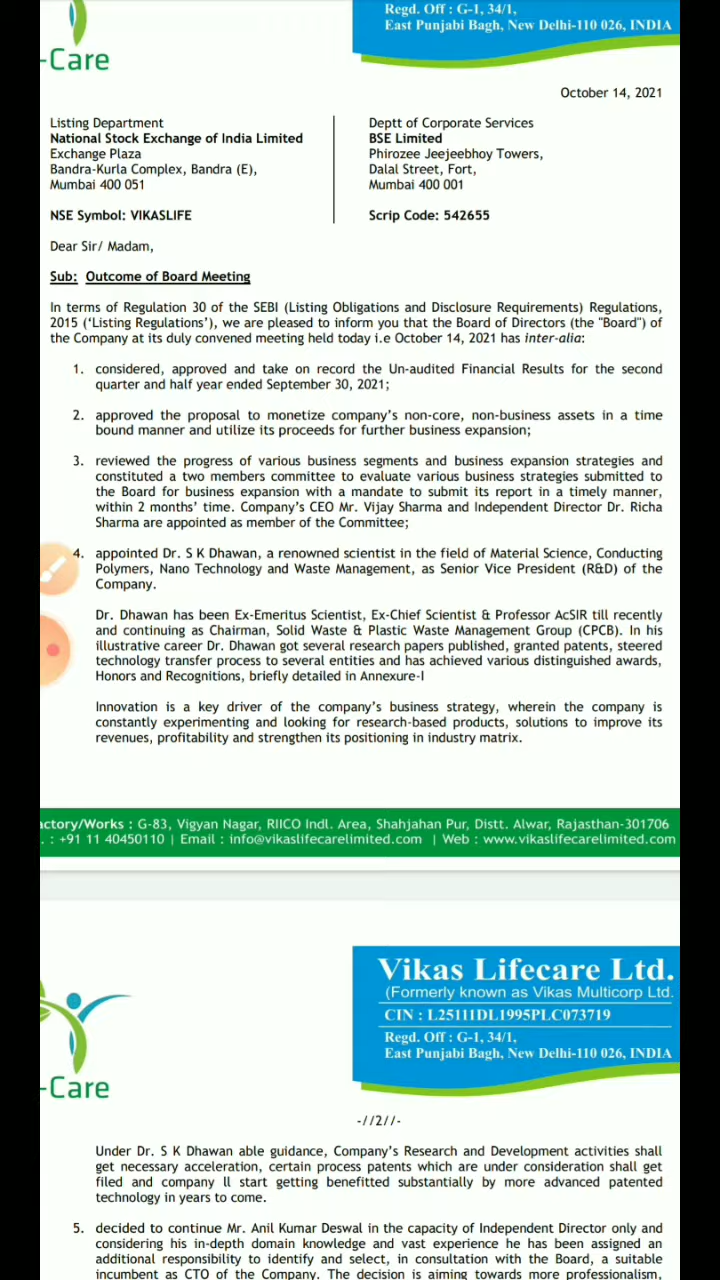 Regd. Off : G-1, 34/1,
East Punjabi Bagh, New Delhi-110 026, INDIA
-Care
October 14, 2021
Listing Department
National Stock Exchange of India Limited
Exchange Plaza
Bandra-Kurla Complex, Bandra (E),
Mumbai 400 051
NSE Symbol: VIKASLIFE
Deptt of Corporate Services
BSE Limited
Phirozee Jeejeebhoy Towers,
Dalal Street, Fort,
Mumbai 400 001
Scrip Code: 542655
Dear Sir/ Madam,
Sub: Outcome of Board Meeting
In terms of Regulation 30 of the SEBI (Listing Obligations and Disclosure Requirements) Regulations,
2015 (‘Listing Regulations’), we are pleased to inform you that the Board of Directors (the "Board") of
the Company at its duly convened meeting held today i.e October 14, 2021 has inter-alia:
1. considered, approved and take on record the Un-audited Financial Results for the second
quarter and half year ended September 30, 2021;
2. approved the proposal to monetize company’s non-core, non-business assets in a time
bound manner and utilize its proceeds for further business expansion;
3. reviewed the progress of various business segments and business expansion strategies and
constituted a two members committee to evaluate various business strategies submitted to
the Board for business expansion with a mandate to submit its report in a timely manner,
within 2 months’ time. Company’s CEO Mr. Vijay Sharma and Independent Director Dr. Richa
Sharma are appointed as member of the Committee;
4. appointed Dr. S K Dhawan, a renowned scientist in the field of Material Science, Conducting
Polymers, Nano Technology and Waste Management, as Senior Vice President (R&D) of the
Company.
Dr. Dhawan has been Ex-Emeritus Scientist, Ex-Chief Scientist & Professor AcSIR till recently
and continuing as Chairman, Solid Waste & Plastic Waste Management Group (CPCB). In his
illustrative career Dr. Dhawan got several research papers published, granted patents, steered
technology transfer process to several entities and has achieved various distinguished awards,
Honors and Recognitions, briefly detailed in Annexure-I
Innovation is a key driver of the company’s business strategy, wherein the company is
constantly experimenting and looking for research-based products, solutions to improve its
revenues, profitability and strengthen its positioning in industry matrix.
ctory/Works : G-83, Vigyan Nagar, RIICO Indl. Area, Shahjahan Pur, Distt. Alwar, Rajasthan-301706
. : +91 11 40450110 | Email : info@vikaslifecarelimited.com | Web : www.vikaslifecarelimited.com
Vikas Lifecare Ltd.
(Formerly known as Vikas Multicorp Ltd.
CIN : L25111DL1995PLC073719
Regd. Off : G-1, 34/1,
East Punjabi Bagh, New Delhi-110 026, INDIA
-Care
-//2//-
Under Dr. S K Dhawan able guidance, Company’s Research and Development activities shall
get necessary acceleration, certain process patents which are under consideration shall get
filed and company ll start getting benefitted substantially by more advanced patented
technology in years to come.
5. decided to continue Mr. Anil Kumar Deswal in the capacity of Independent Director only and
considering his in-depth domain knowledge and vast experience he has been assigned an
additional responsibility to identify and select, in consultation with the Board, a suitable
incumbent as CTO of the Company. The decision is aiming towards more professionalism,